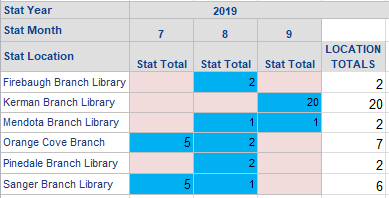 Stat Year 2019
Stat Month 7 8 9
Stat Location Stat Total Stat Total Stat Total LOCATION TOTALS
Firebaugh Branch Library 2 2
Kerman Branch Library 20 20
Mendota Branch Library 1 1 2
Orange Cove Branch 5 2 7
Pinedale Branch Library 2 2
Sanger Branch Library 5 1 6